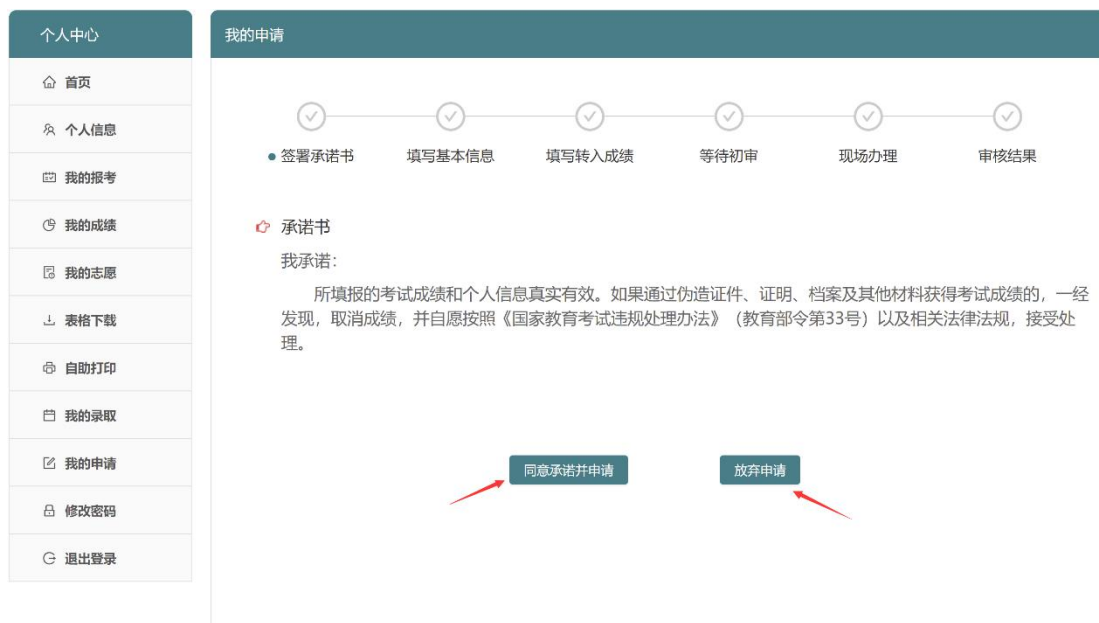 个人中心
首页
个人信息
我的报考
我的成绩
我的志愿
表格下载
自助打印
我的录取
我的申请
修改密码
退出登录
我的申请
签署承诺书
填写基本信息
填写转入成绩
等待初审
现场办理
审核结果
承诺书
我承诺：
所填报的考试成绩和个人信息真实有效。如果通过伪造证件、证明、档案及其他材料获得考试成绩的，一经
发现，取消成绩，并自愿按照《国家教育考试违规处理办法》（教育部令第33号）以及相关法律法规，接受处
理。
同意承诺并申请
放弃申请